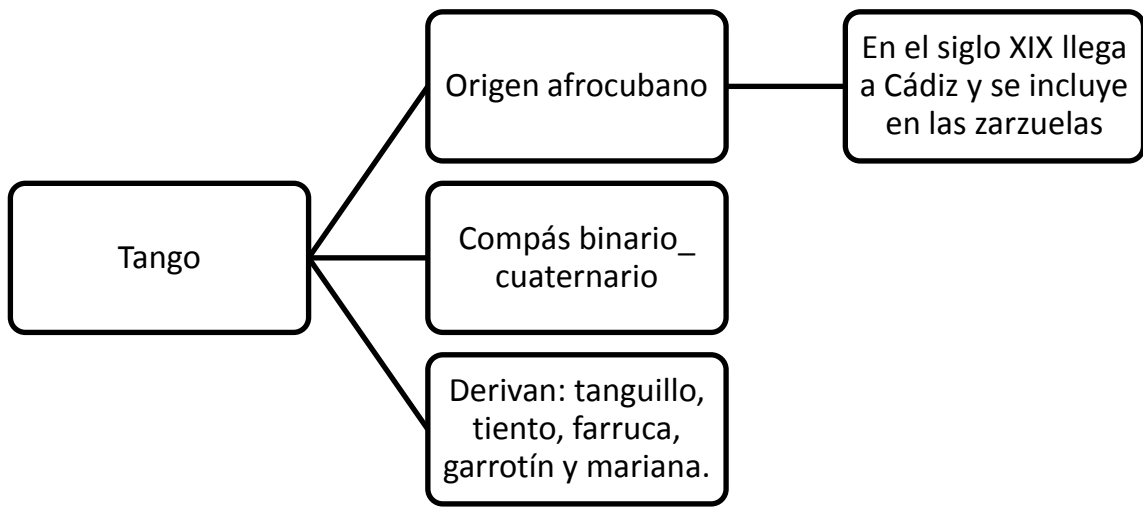 Tango
Origen afrocubano
En el siglo XIX llega
a Cádiz y se incluye
en las zarzuelas
Compás binario_
cuaternario
Derivan: tanguillo,
tiento, farruca,
garrotín y mariana.